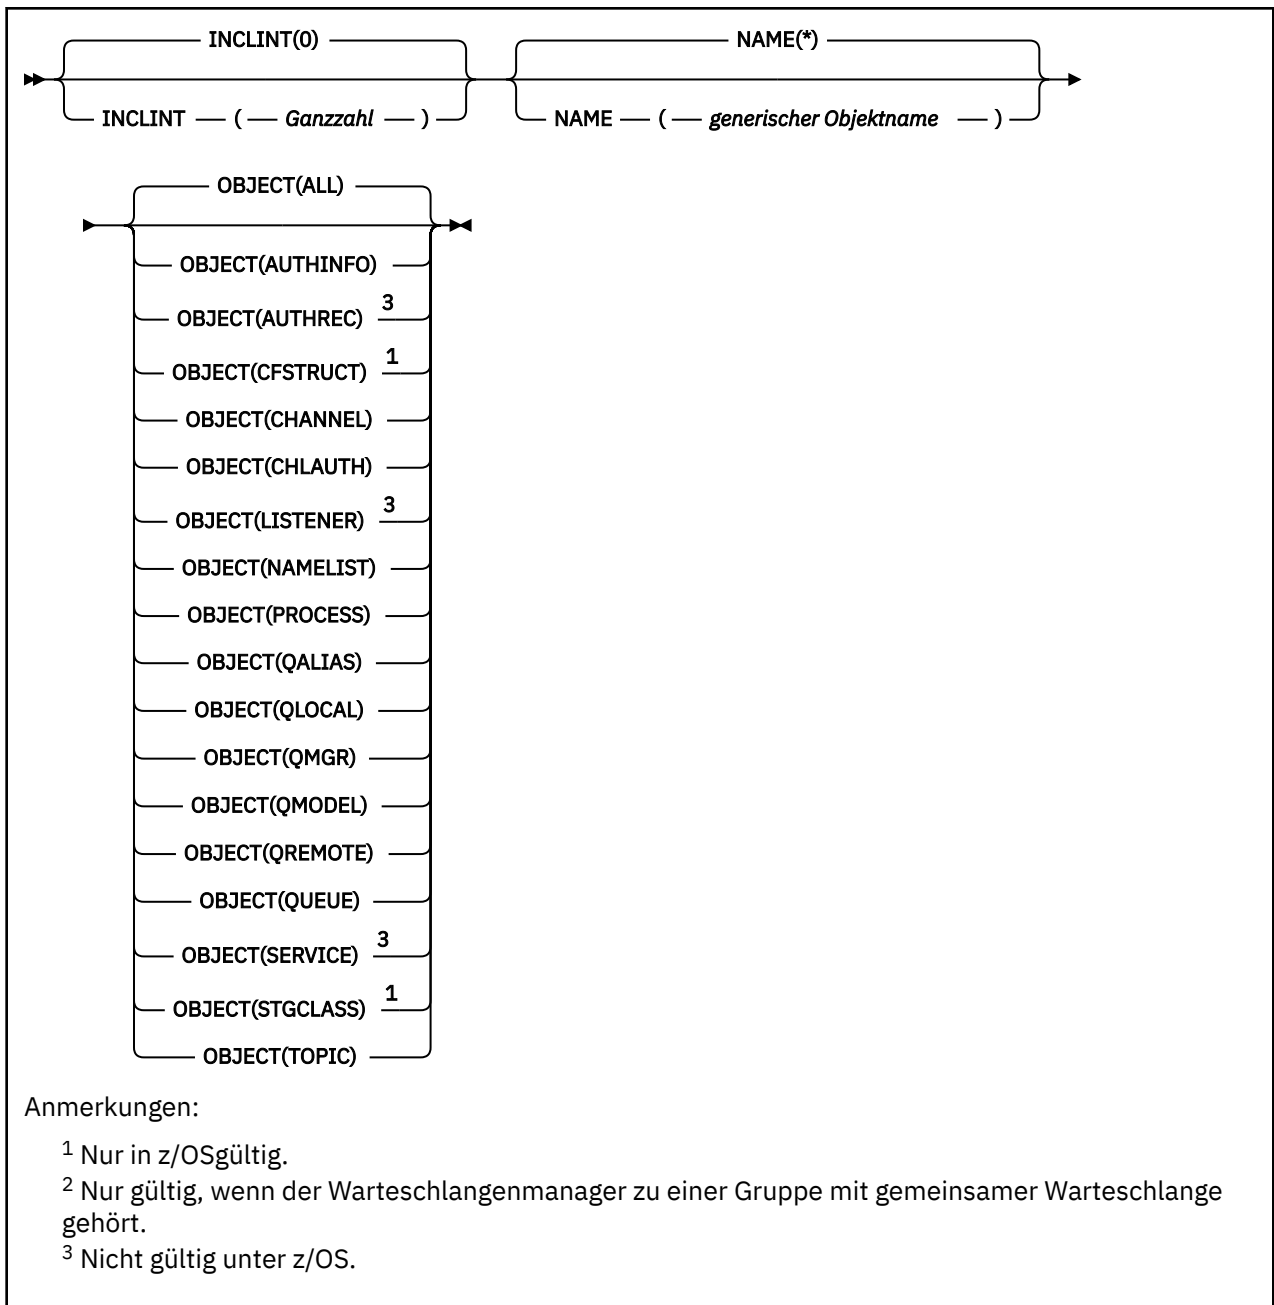 INCLINT(0) NAME(*)
INCLINT ( Ganzzahl ) NAME ( generischer Objektname )
OBJECT(ALL)
OBJECT(AUTHINFO)
OBJECT(AUTHREC) 3
OBJECT(CFSTRUCT) 1
OBJECT(CHANNEL)
OBJECT(CHLAUTH)
OBJECT(LISTENER) 3
OBJECT(NAMELIST)
OBJECT(PROCESS)
OBJECT(QALIAS)
OBJECT(QLOCAL)
OBJECT(QMGR)
OBJECT(QMODEL)
OBJECT(QREMOTE)
OBJECT(QUEUE)
OBJECT(SERVICE) 3
OBJECT(STGCLASS) 1
OBJECT(TOPIC)
Anmerkungen:
1 Nur in z/OSgültig.
2 Nur gültig, wenn der Warteschlangenmanager zu einer Gruppe mit gemeinsamer Warteschlange
gehört.
3 Nicht gültig unter z/OS.